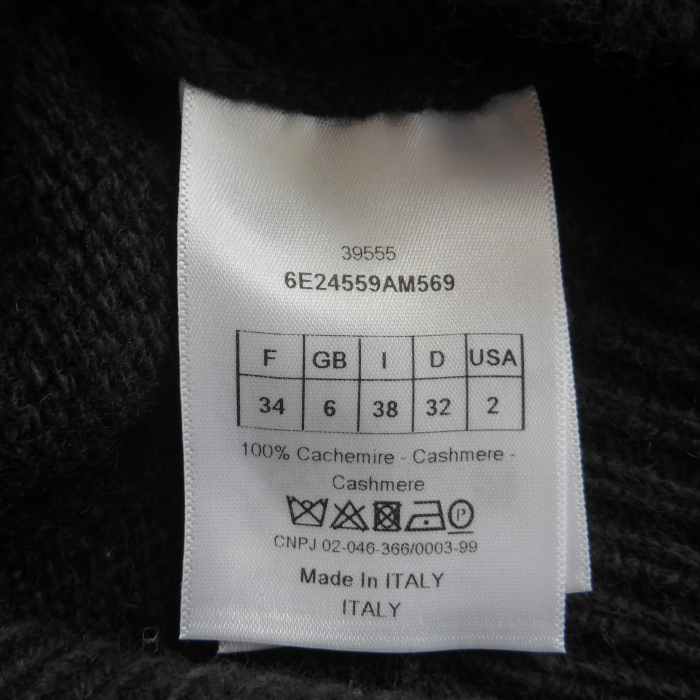 39555
6E24559AM569
F GB I D USA
34 6 38 32 2
100% Cachemire - Cashmere -
Cashmere
P
CNPJ 02-046-366/0003-99
Made In ITALY
ITALY